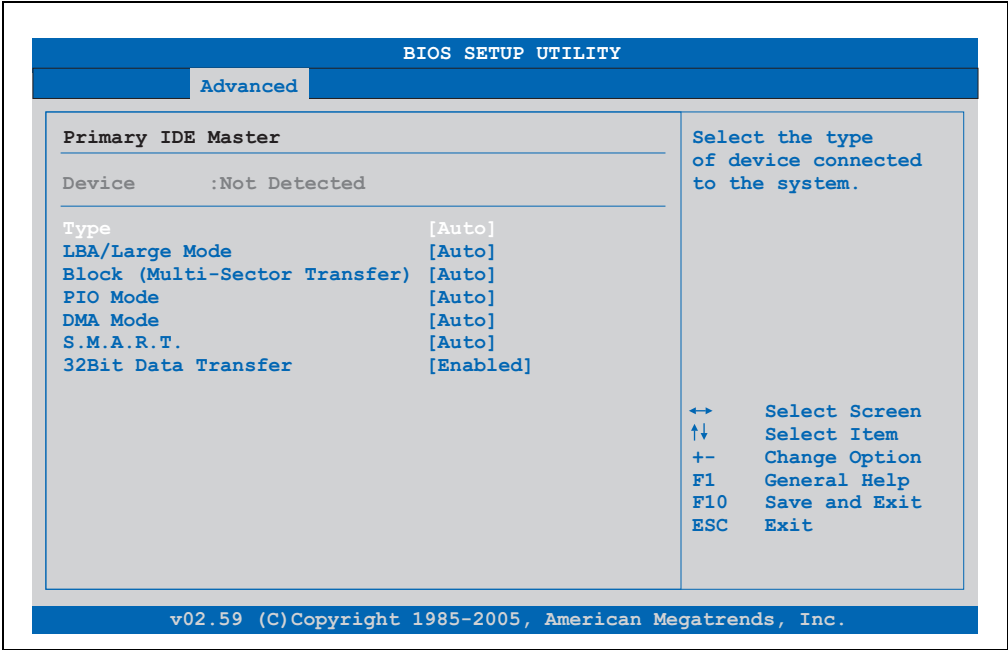 BIOS SETUP UTILITY
Advanced
Primary IDE Master
Device :Not Detected
Type [Auto]
LBA/Large Mode [Auto]
Block (Multi-Sector Transfer) [Auto]
PIO Mode [Auto]
DMA Mode [Auto]
S.M.A.R.T. [Auto]
32Bit Data Transfer [Enabled]
Select the type
of device connected
to the system.
↔ Select Screen
↑↓ Select Item
+- Change Option
F1 General Help
F10 Save and Exit
ESC Exit
v02.59 (C)Copyright 1985-2005, American Megatrends, Inc.